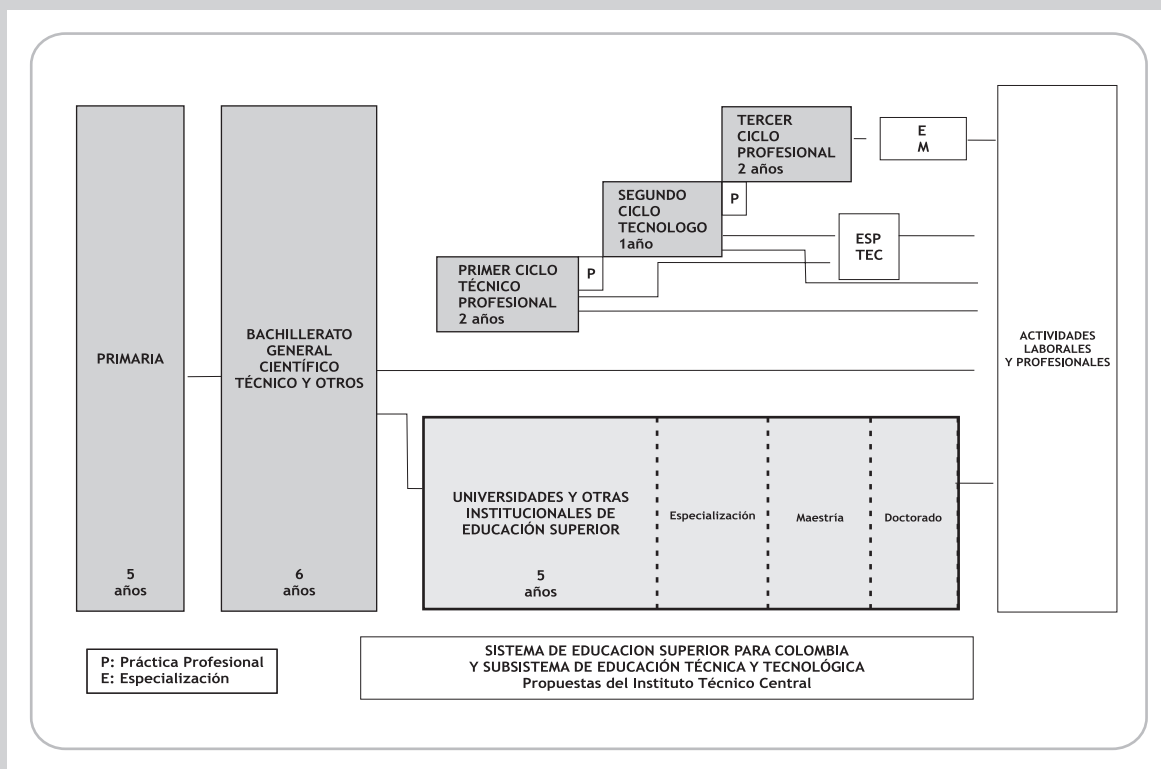 PRIMARIA
5
años
BACHILLERATO
GENERAL
CIENTÍFICO
TÉCNICO Y OTROS
6
años
PRIMER CICLO
TÉCNICO
PROFESIONAL
2 años
P
SEGUNDO
CICLO
TECNOLOGO
1año
P
TERCER
CICLO
PROFESIONAL
2 años
E
M
ESP
TEC
UNIVERSIDADES Y OTRAS
INSTITUCIONALES DE
EDUCACIÓN SUPERIOR
5
años
Especialización
Maestría
Doctorado
ACTIVIDADES
LABORALES
Y PROFESIONALES
P: Práctica Profesional
E: Especialización
SISTEMA DE EDUCACION SUPERIOR PARA COLOMBIA
Y SUBSISTEMA DE EDUCACIÓN TÉCNICA Y TECNOLÓGICA
Propuestas del Instituto Técnico Central